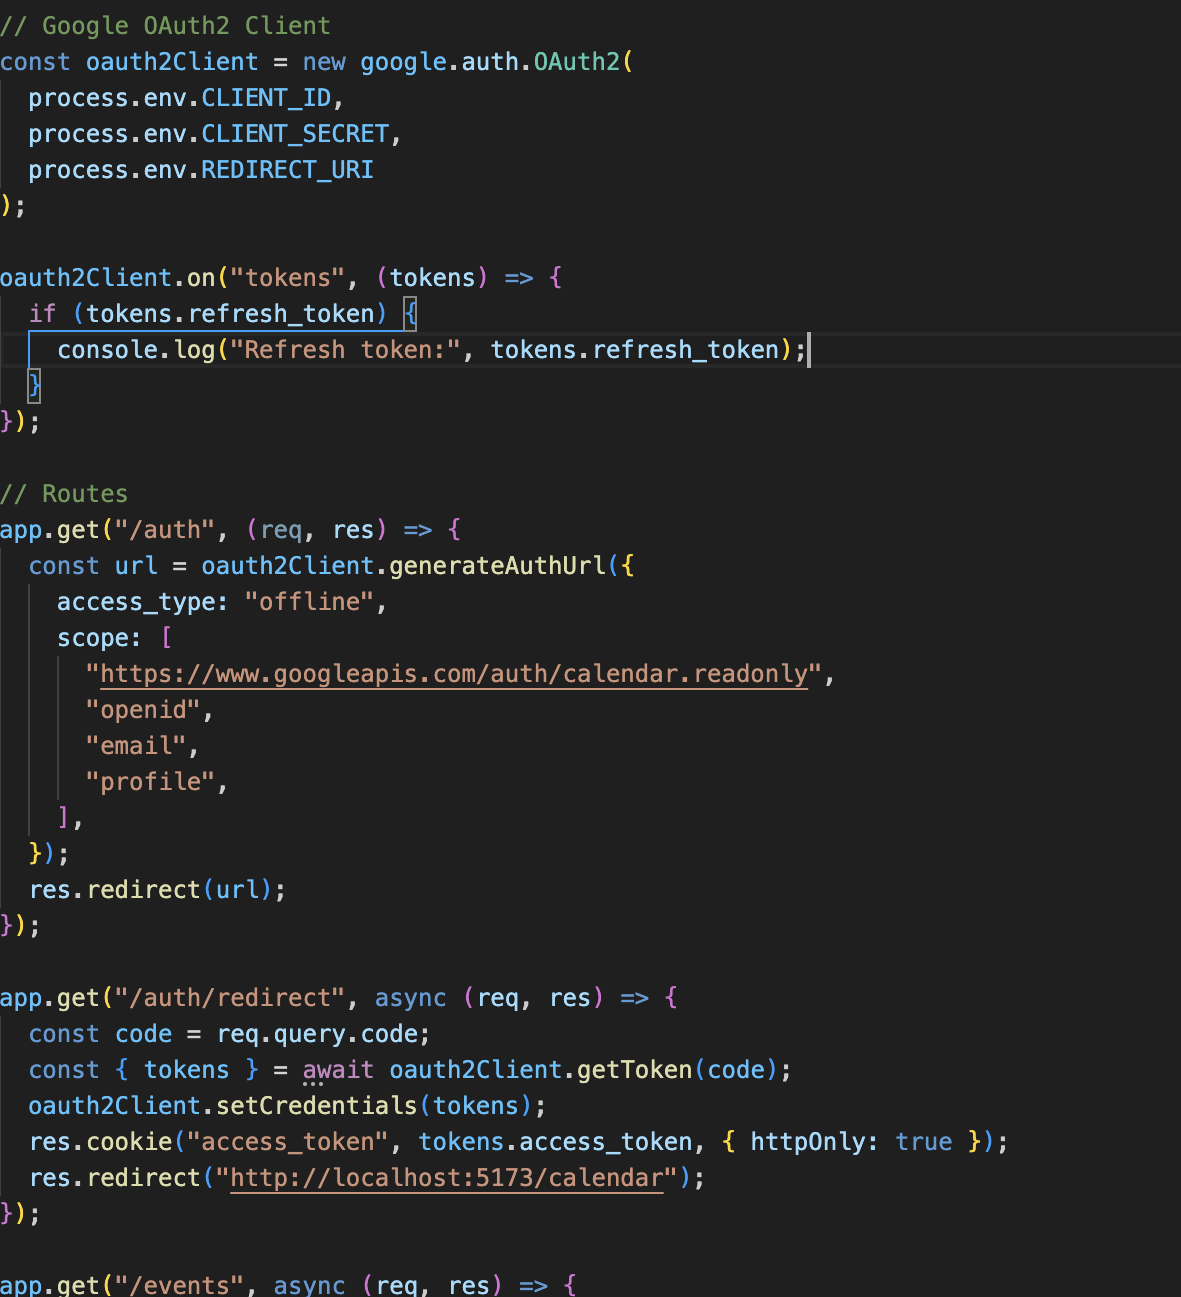 // Google OAuth2 Client
const oauth2Client = new google.auth.OAuth2(
  process.env.CLIENT_ID,
  process.env.CLIENT_SECRET,
  process.env.REDIRECT_URI
);

oauth2Client.on("tokens", (tokens) => {
  if (tokens.refresh_token) {
    console.log("Refresh token:", tokens.refresh_token);
  }
});

// Routes
app.get("/auth", (req, res) => {
  const url = oauth2Client.generateAuthUrl({
    access_type: "offline",
    scope: [
      "https://www.googleapis.com/auth/calendar.readonly",
      "openid",
      "email",
      "profile",
    ],
  });
  res.redirect(url);
});

app.get("/auth/redirect", async (req, res) => {
  const code = req.query.code;
  const { tokens } = await oauth2Client.getToken(code);
  oauth2Client.setCredentials(tokens);
  res.cookie("access_token", tokens.access_token, { httpOnly: true });
  res.redirect("http://localhost:5173/calendar");
});

app.get("/events", async (req, res) => {